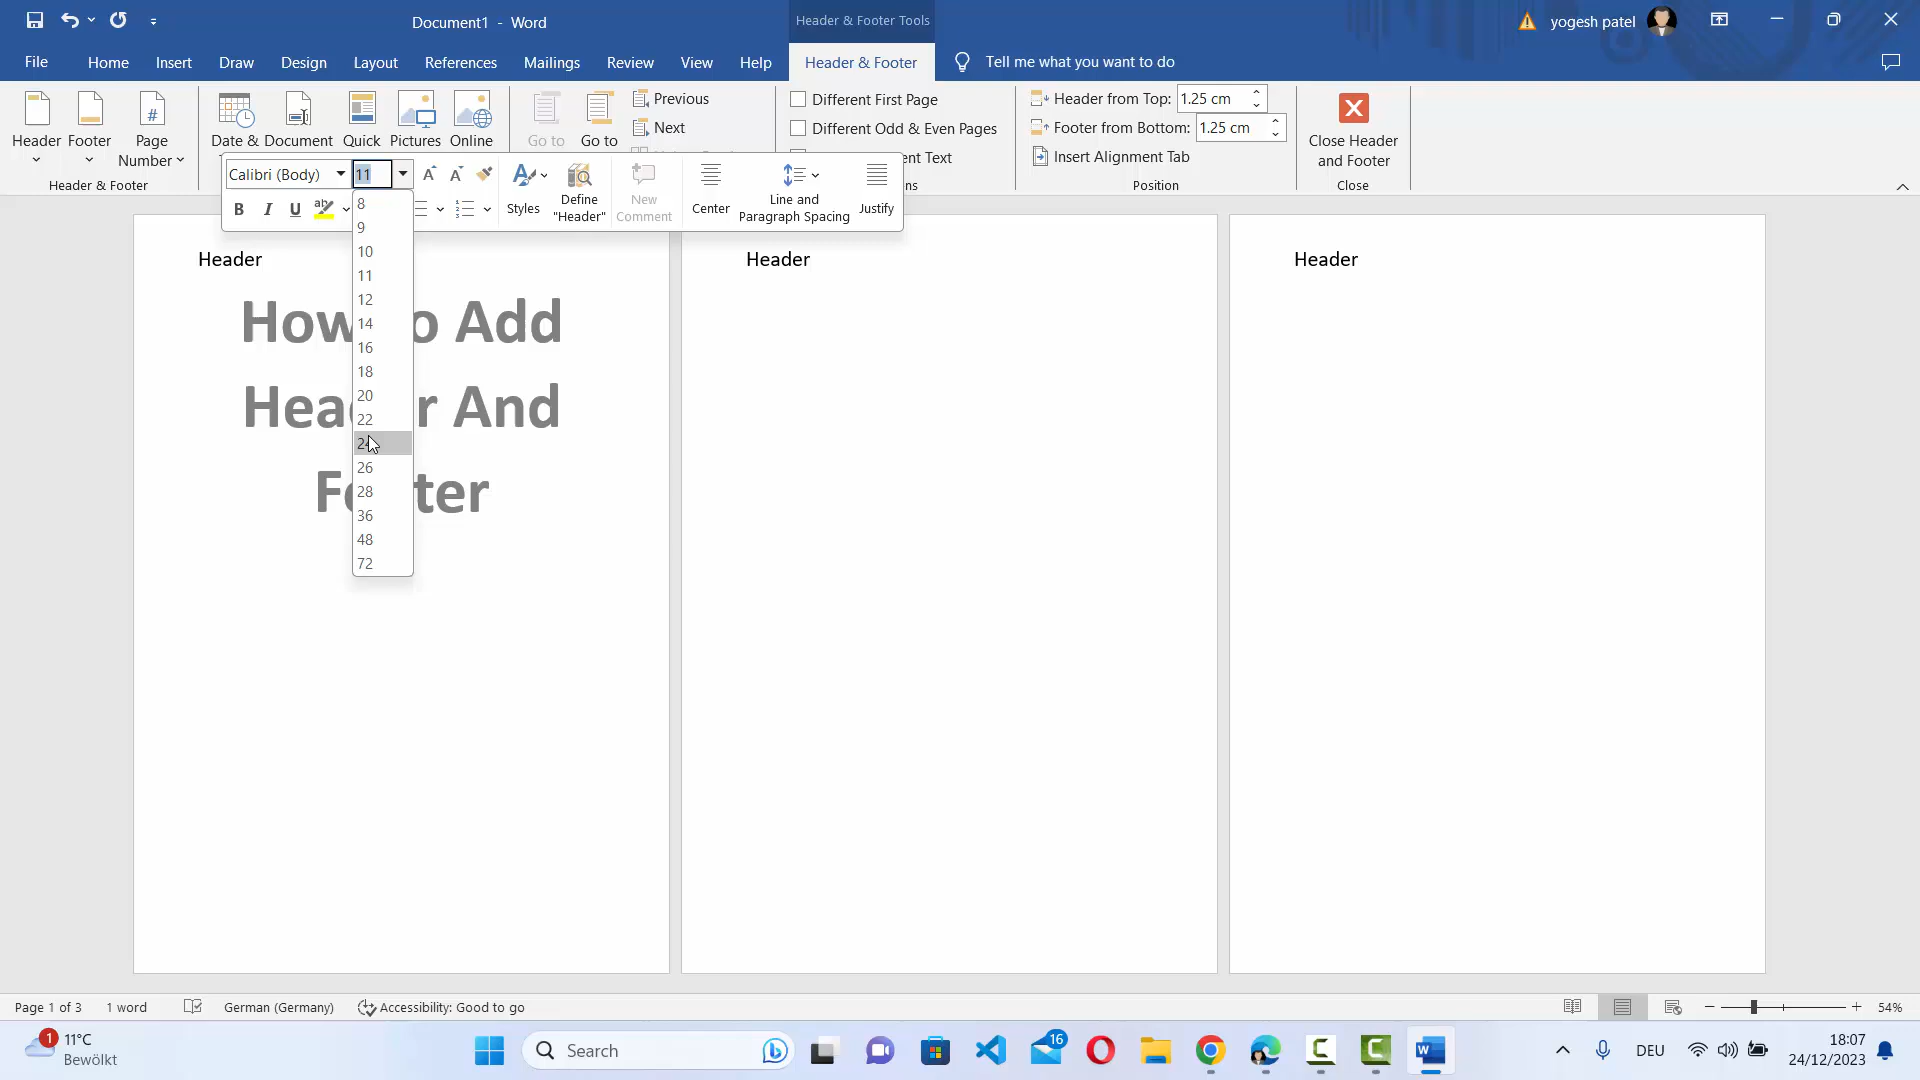 Document1 - Word
Header & Footer Tools
yogesh patel
File Home Insert Draw Design Layout References Mailings Review View Help Header & Footer Tell me what you want to do
Header Footer Page Number
Header & Footer
Date & Document Quick Pictures Online
Go to Go to
Previous
Next
Different First Page
Different Odd & Even Pages
Text
Header from Top: 1.25 cm
Footer from Bottom: 1.25 cm
Insert Alignment Tab
Position
Close Header and Footer
Close
Calibri (Body) 11
B I U
Styles
Define "Header"
New Comment
Center
Line and Paragraph Spacing
Justify
8
9
10
11
12
14
16
18
20
22
26
28
36
48
72
Header
Header
Header
Add
And
Page 1 of 3 1 word German (Germany) Accessibility: Good to go 54%
1 11°C
Bewölkt
Search
16
DEU
18:07
24/12/2023